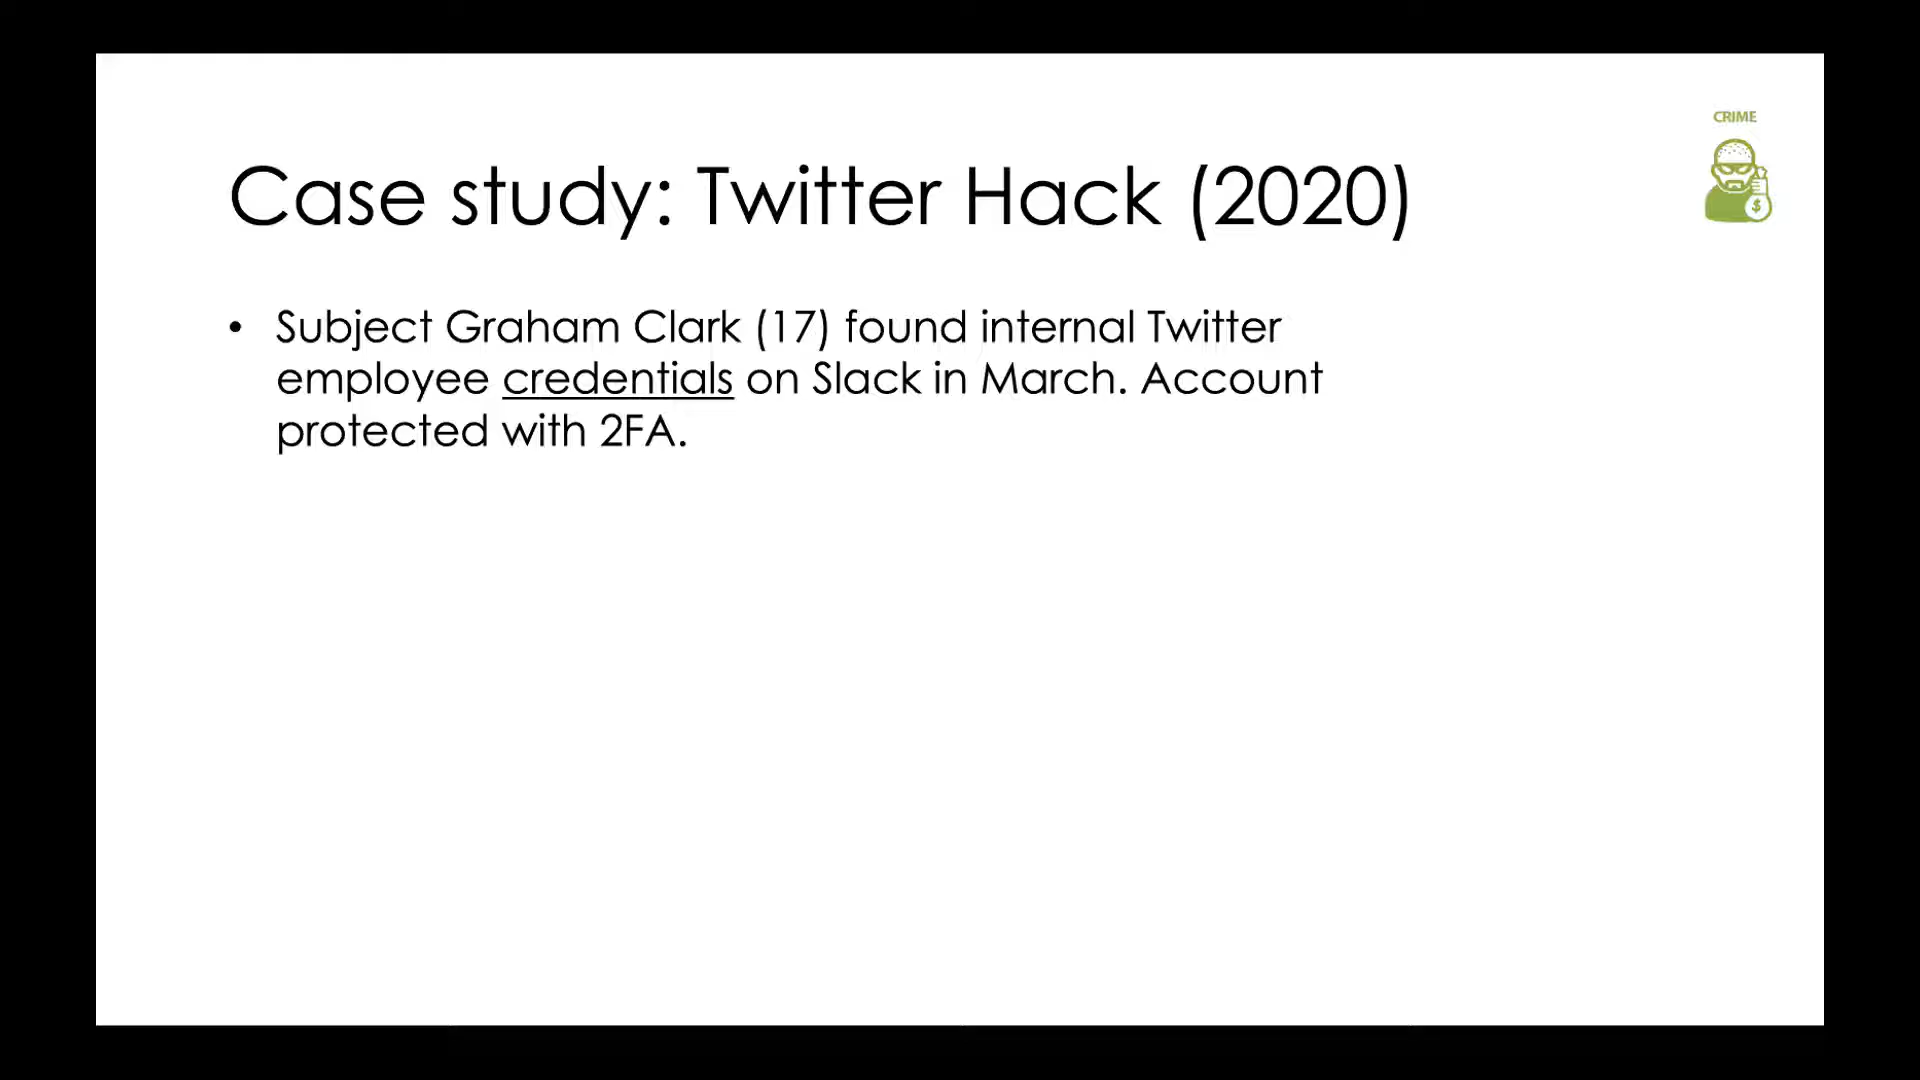 CRIME
Case study: Twitter Hack (2020)
$
• Subject Graham Clark (17) found internal Twitter
employee credentials on Slack in March. Account
protected with 2FA.